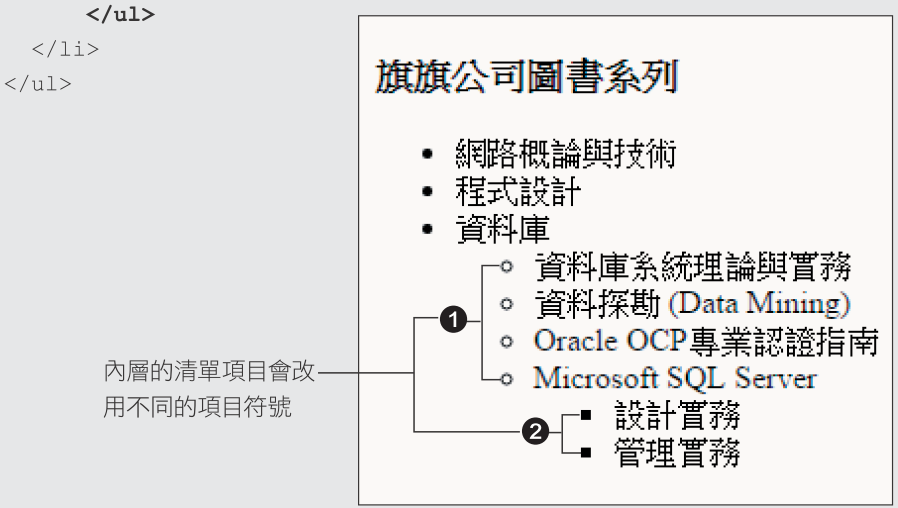 </ul>
</li>
</ul>
旗旗公司圖書系列
• 網路概論與技術
• 程式設計
• 資料庫
○ 資料庫系統理論與實務
○ 資料探勘 (Data Mining)
○ Oracle OCP專業認證指南
○ Microsoft SQL Server
■ 設計實務
■ 管理實務
1
2
內層的清單項目會改
用不同的項目符號